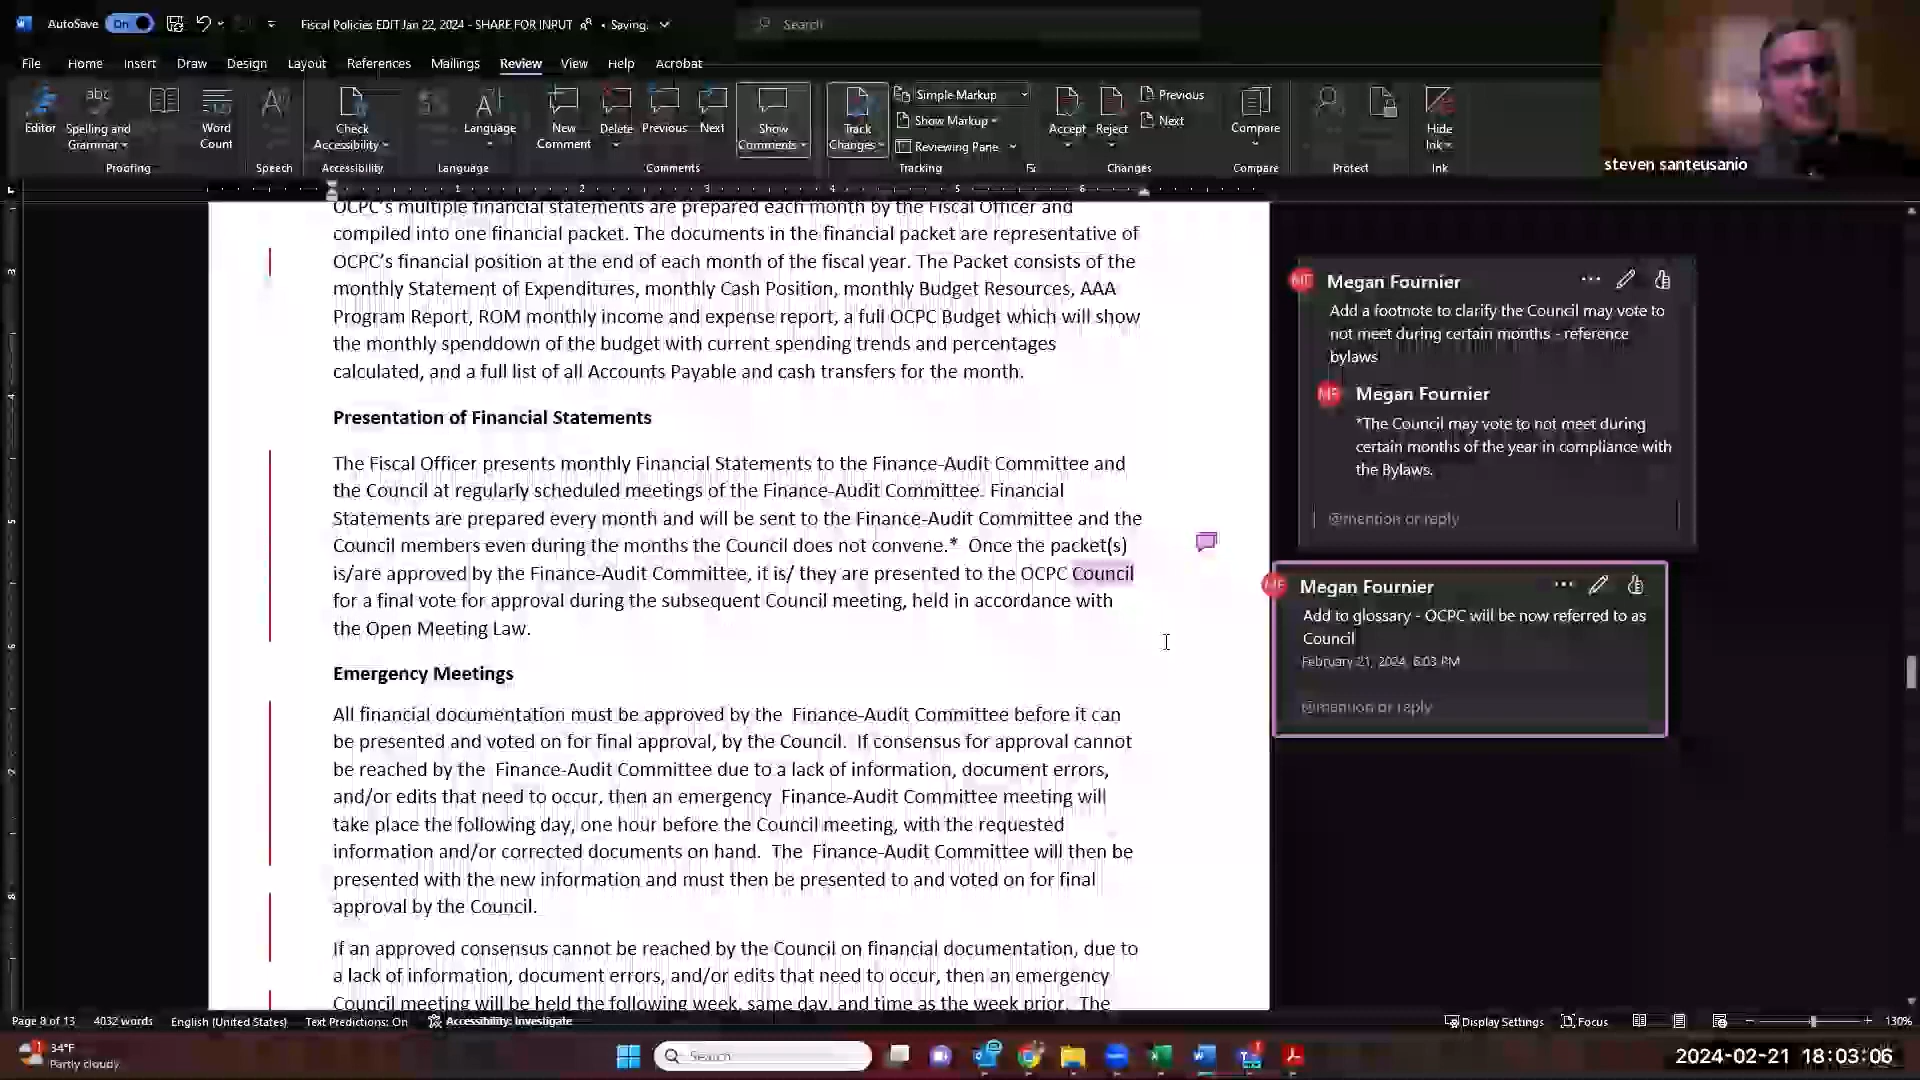 AutoSave On Fiscal Policies EDIT Jan 22, 2024 - SHARE FOR INPUT • Saving. Search
File Home Insert Draw Design Layout References Mailings Review View Help Acrobat
Editor
Spelling and Grammar
Word Count
Check Accessibility
Language
New Comment
Delete
Previous
Next
Show Comments
Track Changes
Simple Markup
Show Markup
Reviewing Pane
Accept
Reject
Previous
Next
Compare
Hide Ink
Proofing Speech Accessibility Language Comments Tracking Changes Compare Protect Ink
steven santeusanio
OCPC's multiple financial statements are prepared each month by the Fiscal Officer and
compiled into one financial packet. The documents in the financial packet are representative of
OCPC's financial position at the end of each month of the fiscal year. The Packet consists of the
monthly Statement of Expenditures, monthly Cash Position, monthly Budget Resources, AAA
Program Report, ROM monthly income and expense report, a full OCPC Budget which will show
the monthly spenddown of the budget with current spending trends and percentages
calculated, and a full list of all Accounts Payable and cash transfers for the month.
Presentation of Financial Statements
The Fiscal Officer presents monthly Financial Statements to the Finance-Audit Committee and
the Council at regularly scheduled meetings of the Finance-Audit Committee. Financial
Statements are prepared every month and will be sent to the Finance-Audit Committee and the
Council members even during the months the Council does not convene.* Once the packet(s)
is/are approved by the Finance-Audit Committee, it is/ they are presented to the OCPC Council
for a final vote for approval during the subsequent Council meeting, held in accordance with
the Open Meeting Law.
Emergency Meetings
All financial documentation must be approved by the Finance-Audit Committee before it can
be presented and voted on for final approval, by the Council. If consensus for approval cannot
be reached by the Finance-Audit Committee due to a lack of information, document errors,
and/or edits that need to occur, then an emergency Finance-Audit Committee meeting will
take place the following day, one hour before the Council meeting, with the requested
information and/or corrected documents on hand. The Finance-Audit Committee will then be
presented with the new information and must then be presented to and voted on for final
approval by the Council.
If an approved consensus cannot be reached by the Council on financial documentation, due to
a lack of information, document errors, and/or edits that need to occur, then an emergency
Council meeting will be held the following week, same day, and time as the week prior. The
MF Megan Fournier
Add a footnote to clarify the Council may vote to
not meet during certain months - reference
bylaws
MF Megan Fournier
*The Council may vote to not meet during
certain months of the year in compliance with
the Bylaws.
@mention or reply
MF Megan Fournier
Add to glossary - OCPC will be now referred to as
Council
February 21, 2024, 6:03 PM
@mention or reply
Page 8 of 13 4032 words English (United States) Text Predictions: On Accessibility: Investigate Display Settings Focus 130%
34°F
Partly cloudy
Search
2024-02-21 18:03:06